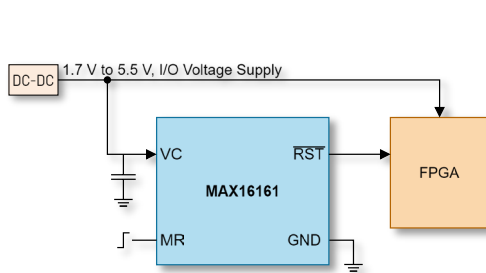 1.7 V to 5.5 V, I/O Voltage Supply
DC-DC
VC
RST
FPGA
MAX16161
MR
GND